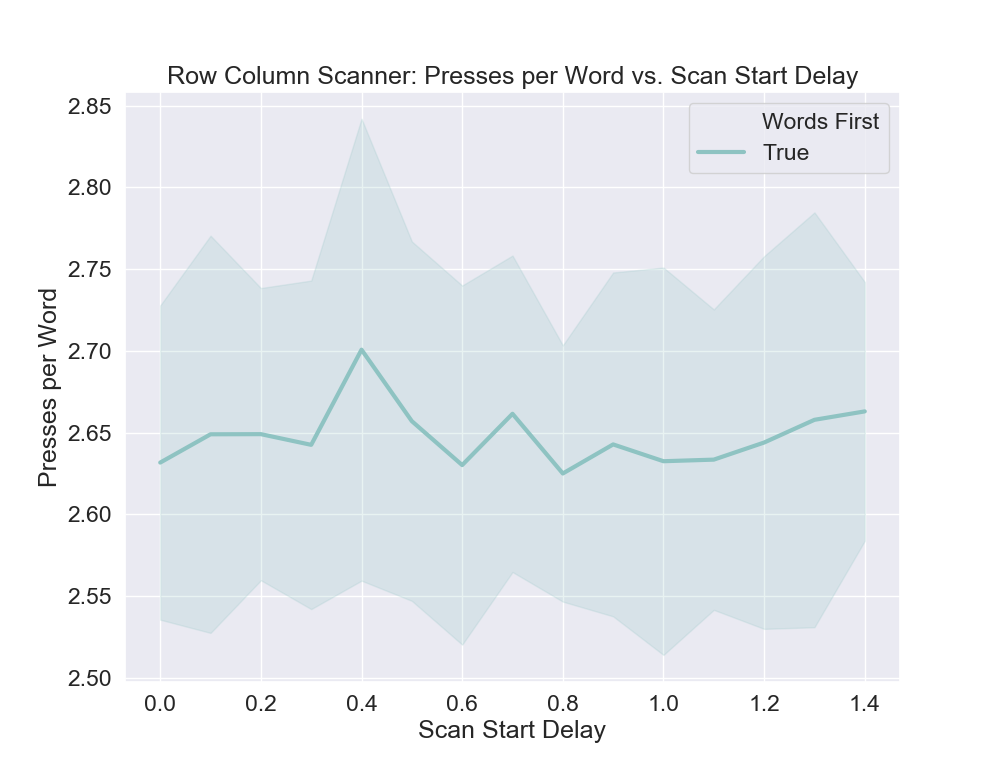 Row Column Scanner: Presses per Word vs. Scan Start Delay
Words First
True
Presses per Word
2.85
2.80
2.75
2.70
2.65
2.60
2.55
2.50
0.0 0.2 0.4 0.6 0.8 1.0 1.2 1.4
Scan Start Delay